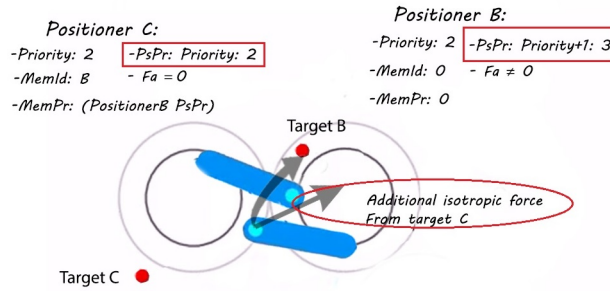 Positioner C:
-Priority: 2
-PsPr: Priority: 2
-MemId: B
- Fa = 0
-MemPr: (PositionerB PsPr)
Positioner B:
-Priority: 2
-PsPr: Priority+1: 3
-MemId: 0
- Fa ≠ 0
-MemPr: 0
Target B
Additional isotropic force
From target C
Target C